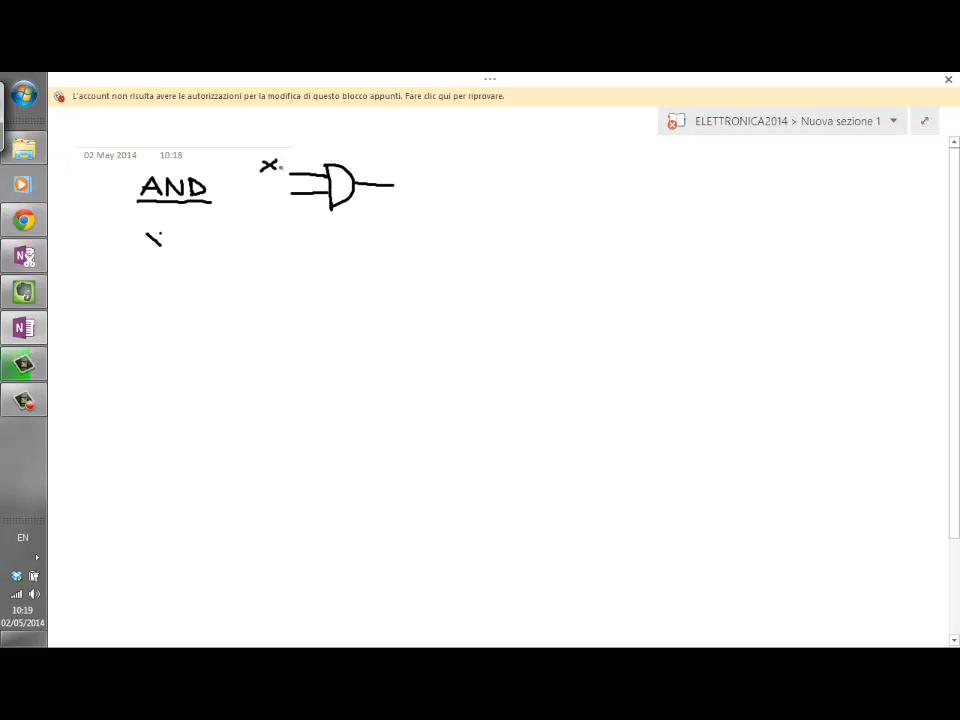 L'account non risulta avere le autorizzazioni per la modifica di questo blocco appunti. Fare clic qui per riprovare.
ELETTRONICA2014 > Nuova sezione 1
02 May 2014 10:18
X
AND
EN
10:19
02/05/2014